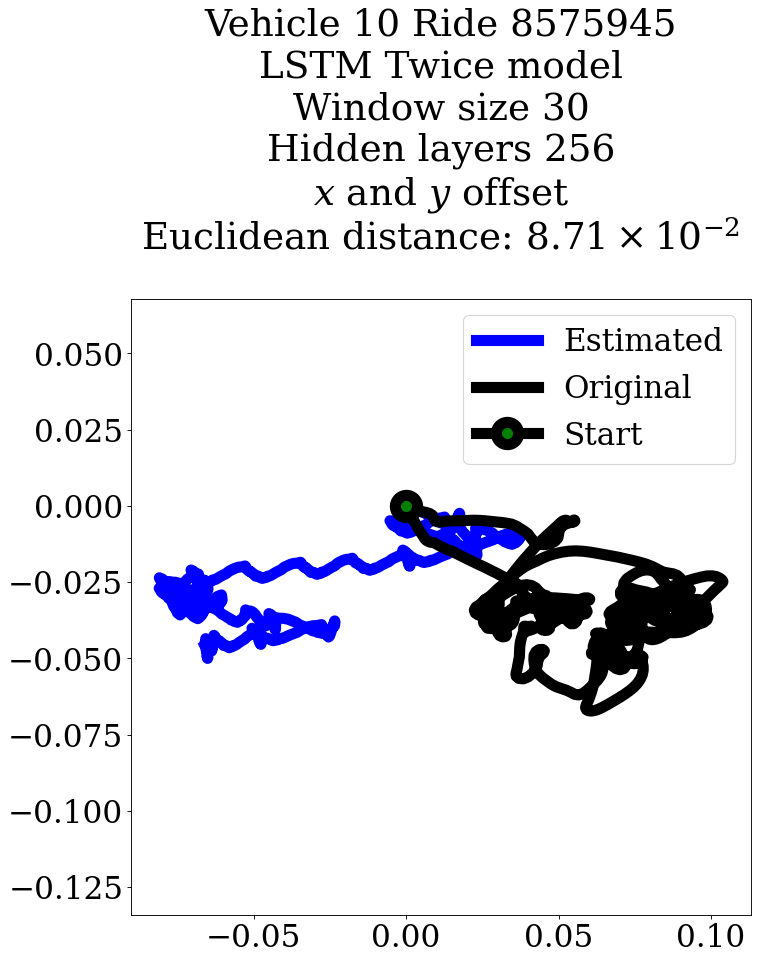 Vehicle 10 Ride 8575945
LSTM Twice model
Window size 30
Hidden layers 256
x and y offset
Euclidean distance: 8.71 × 10⁻²
Estimated
Original
Start
0.050
0.025
0.000
−0.025
−0.050
−0.075
−0.100
−0.125
−0.05 0.00 0.05 0.10